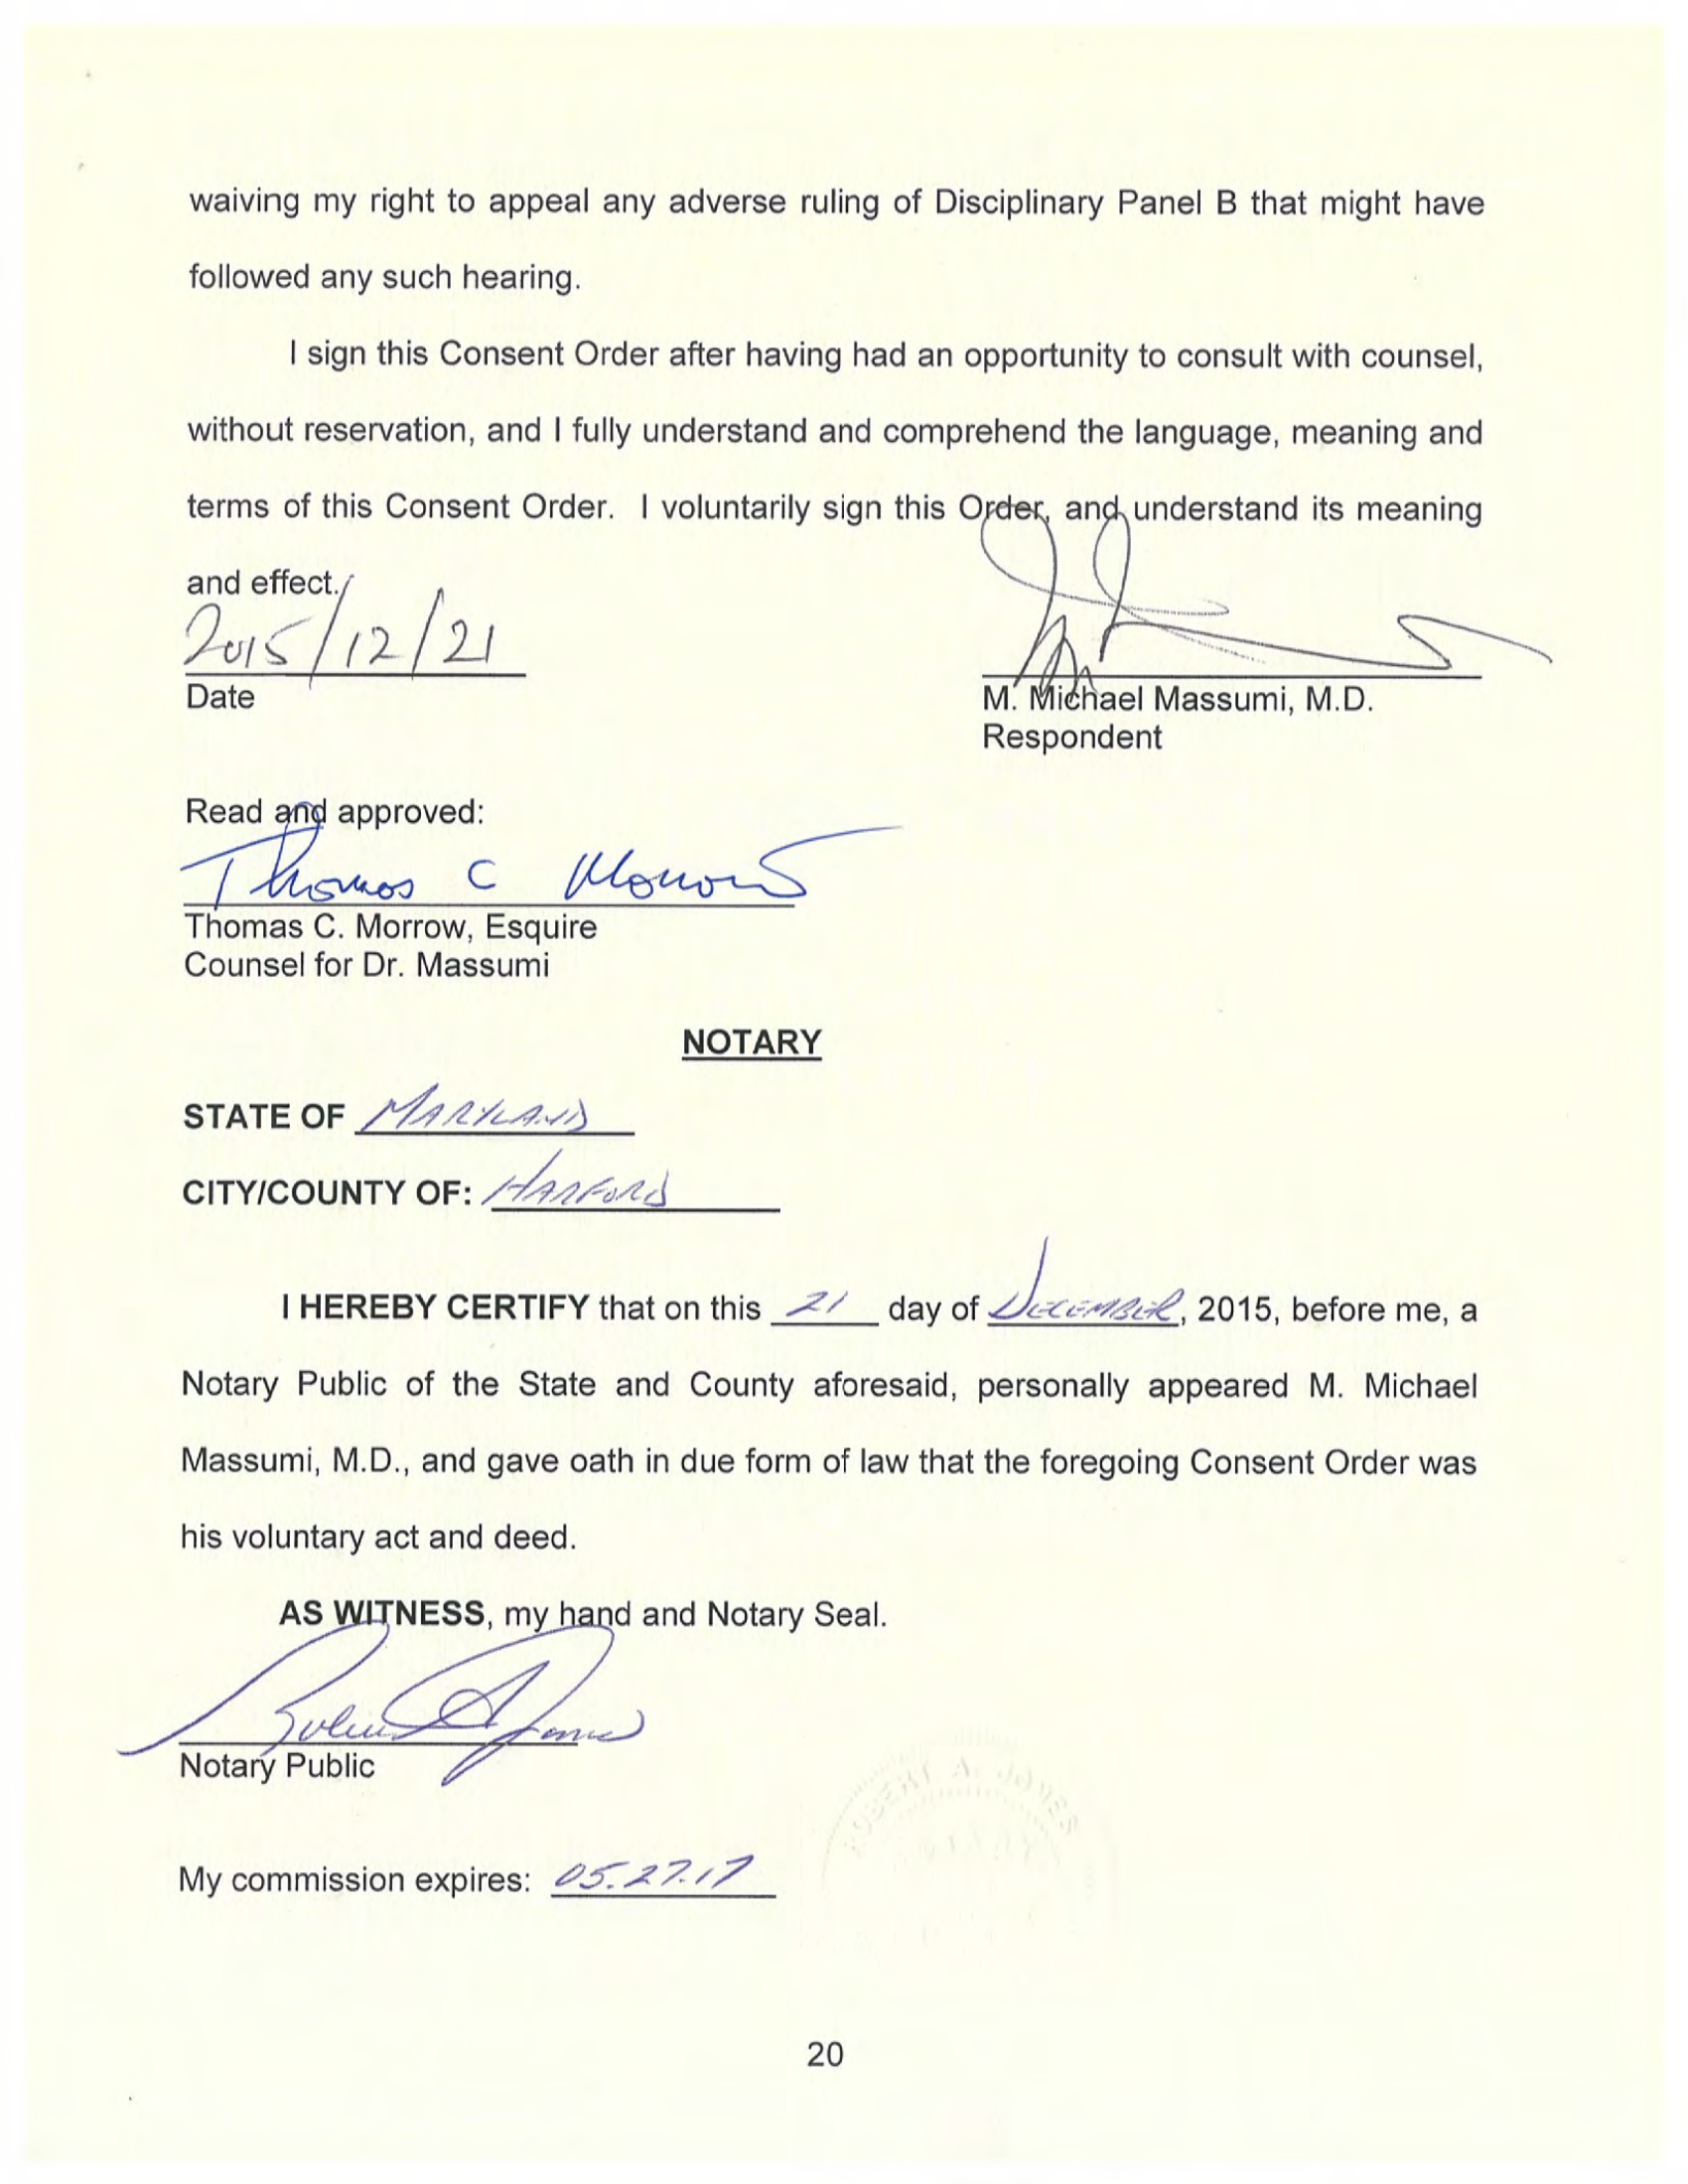 waiving my right to appeal any adverse ruling of Disciplinary Panel B that might have
followed any such hearing.
I sign this Consent Order after having had an opportunity to consult with counsel,
without reservation, and I fully understand and comprehend the language, meaning and
terms of this Consent Order. I voluntarily sign this Order, and understand its meaning
and effect.
2015/12/21
Date
M. Michael Massumi, M.D.
Respondent
Read and approved:
Thomas C Morrow
Thomas C. Morrow, Esquire
Counsel for Dr. Massumi
NOTARY
STATE OF MARYLAND
CITY/COUNTY OF: HARFORD
I HEREBY CERTIFY that on this 21 day of DECEMBER, 2015, before me, a
Notary Public of the State and County aforesaid, personally appeared M. Michael
Massumi, M.D., and gave oath in due form of law that the foregoing Consent Order was
his voluntary act and deed.
AS WITNESS, my hand and Notary Seal.
Notary Public
ROBERT A. JONES
My commission expires: 05.27.17
20